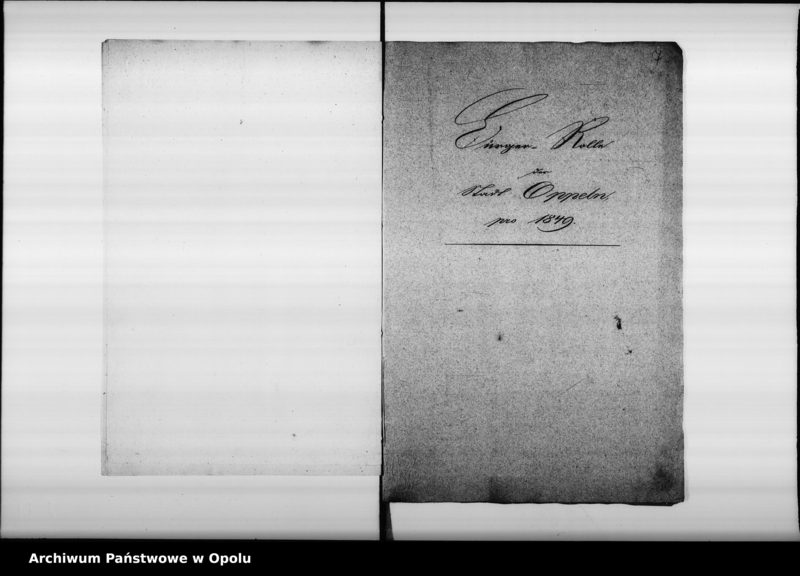 Bürger-Rolle
der
Stadt Oppeln,
pro 1849.
Archiwum Państwowe w Opolu